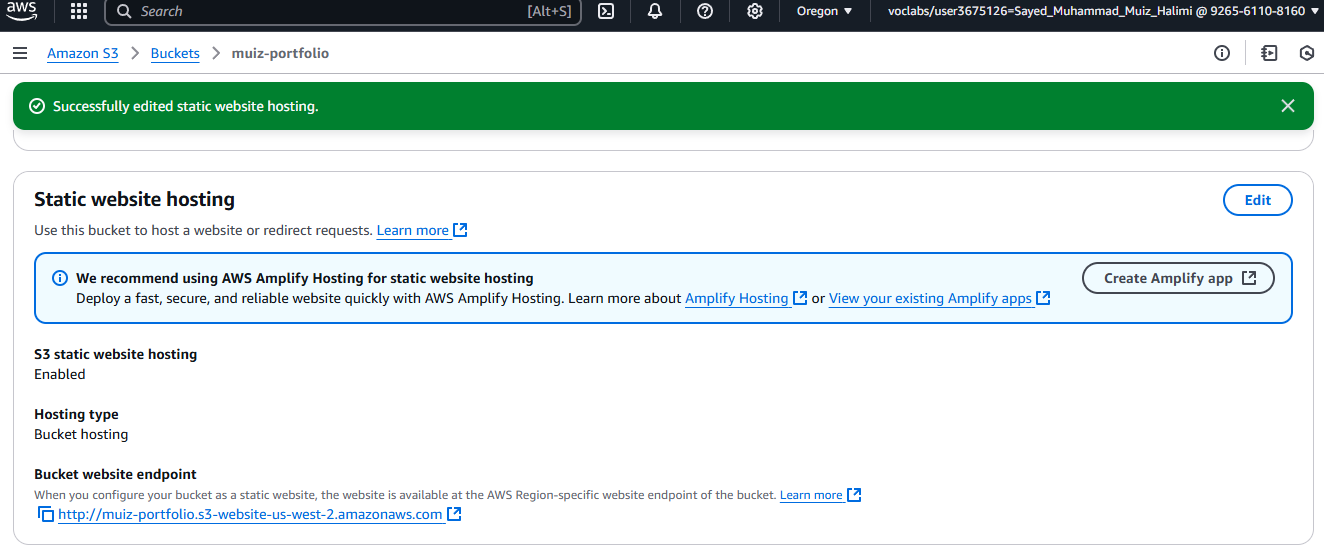 aws Search [Alt+S] Oregon voclabs/user3675126=Sayed_Muhammad_Muiz_Halimi @ 9265-6110-8160
Amazon S3 > Buckets > muiz-portfolio
Successfully edited static website hosting.
Static website hosting Edit
Use this bucket to host a website or redirect requests. Learn more
We recommend using AWS Amplify Hosting for static website hosting Create Amplify app
Deploy a fast, secure, and reliable website quickly with AWS Amplify Hosting. Learn more about Amplify Hosting or View your existing Amplify apps
S3 static website hosting
Enabled
Hosting type
Bucket hosting
Bucket website endpoint
When you configure your bucket as a static website, the website is available at the AWS Region-specific website endpoint of the bucket. Learn more
http://muiz-portfolio.s3-website-us-west-2.amazonaws.com